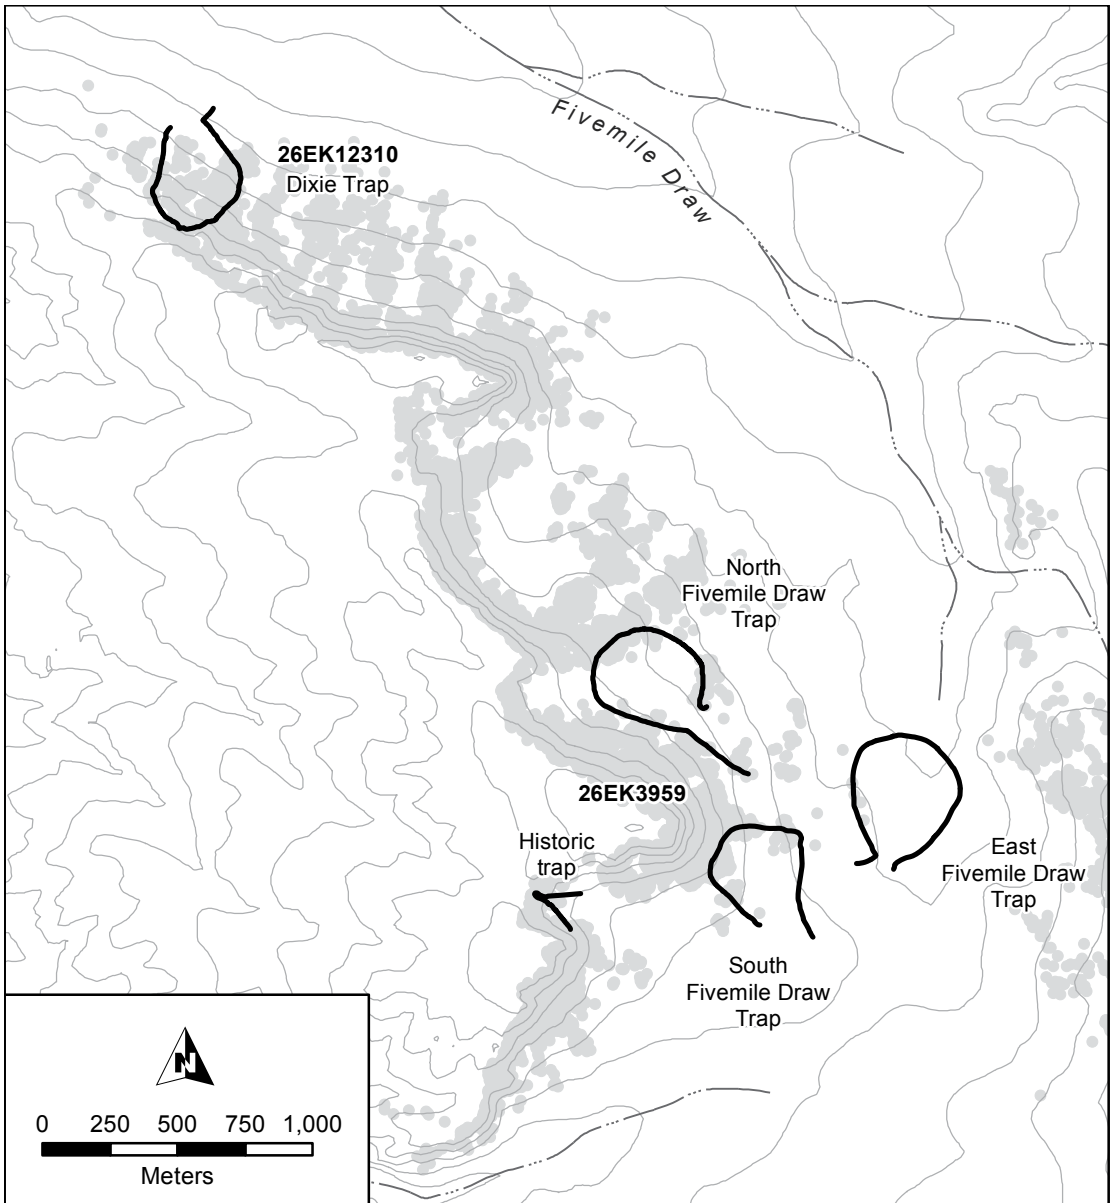 26EK12310
Dixie Trap
Fivemile Draw
North
Fivemile Draw
Trap
26EK3959
Historic
trap
East
Fivemile Draw
Trap
South
Fivemile Draw
Trap
N
0 250 500 750 1,000
Meters